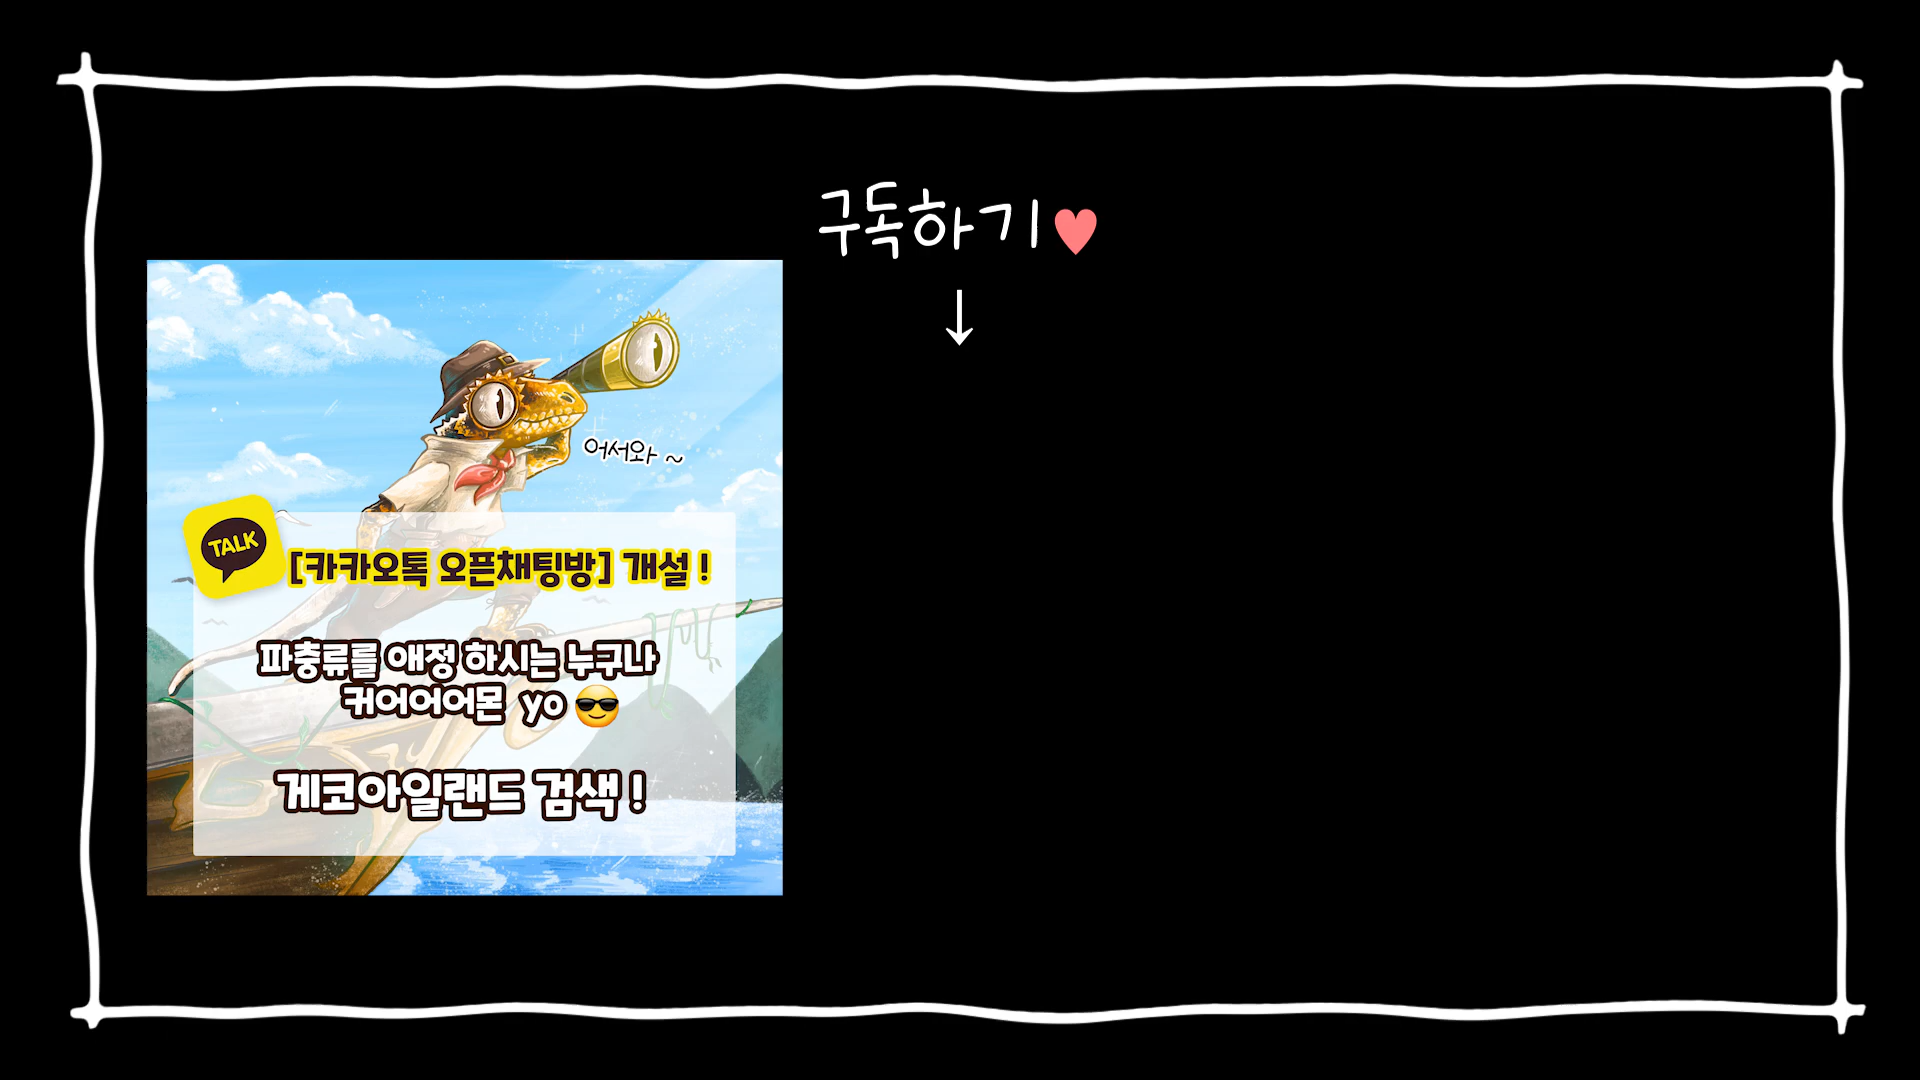 구독하기♥
↓
어서와 ~
TALK
[카카오톡 오픈채팅방] 개설 !
파충류를 애정 하시는 누구나
커어어어몬 yo 😎
게코아일랜드 검색 !